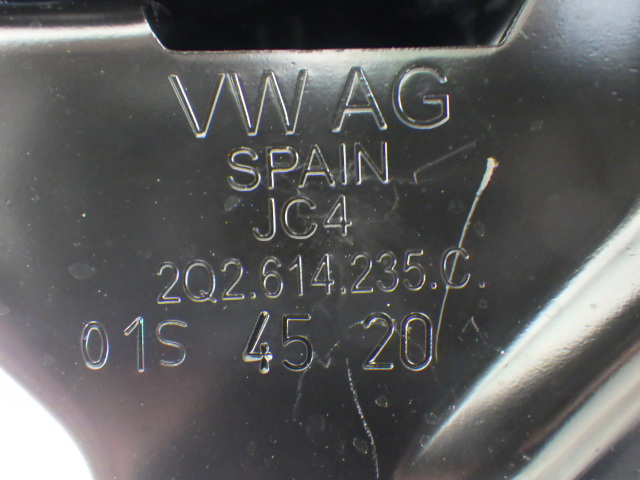 VW AG
SPAIN
JC4
2Q2.614.235.C.
01S 45 20